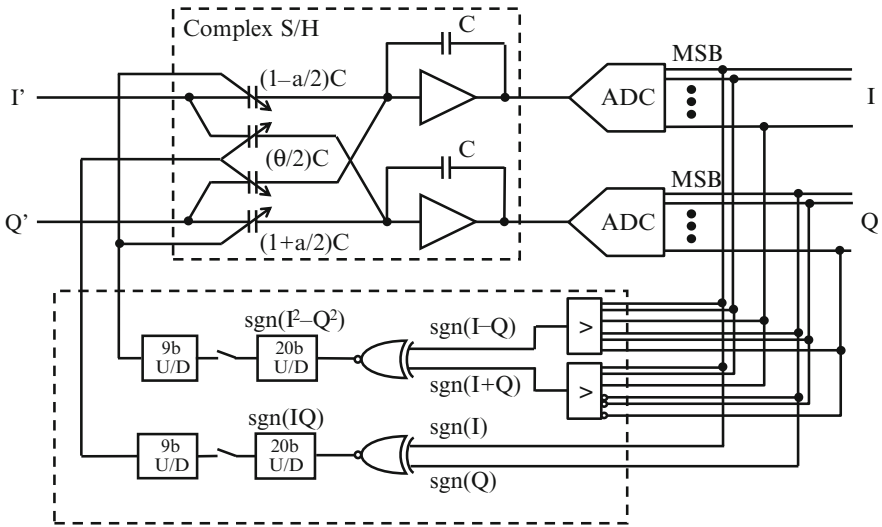 Complex S/H
C
MSB
(1–a/2)C
I’
ADC
I
(θ/2)C
C
MSB
Q’
ADC
Q
(1+a/2)C
sgn(I²–Q²)
sgn(I–Q)
>
9b
U/D
20b
U/D
sgn(I+Q)
>
sgn(IQ)
sgn(I)
9b
U/D
20b
U/D
sgn(Q)